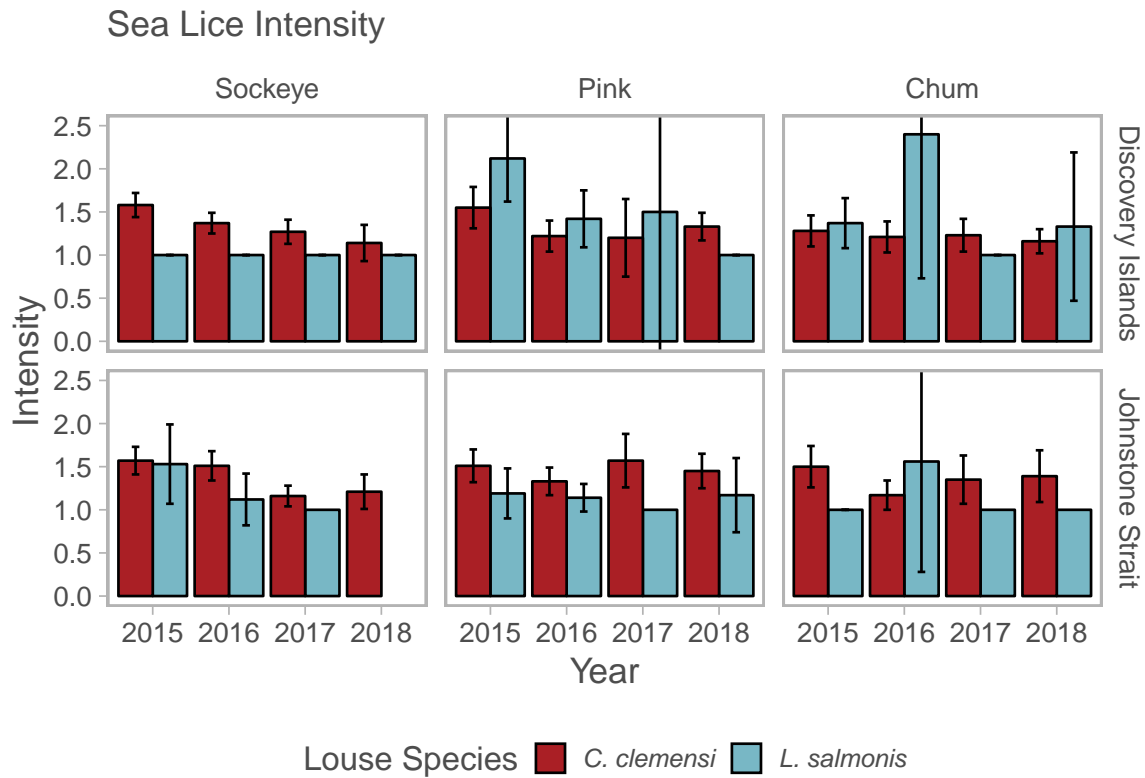 Sea Lice Intensity
Sockeye Pink Chum
2.5
2.0
1.5
1.0
0.5
0.0
Discovery Islands
2.5
2.0
1.5
1.0
0.5
0.0
Johnstone Strait
Intensity
2015 2016 2017 2018 2015 2016 2017 2018 2015 2016 2017 2018
Year
Louse Species C. clemensi L. salmonis